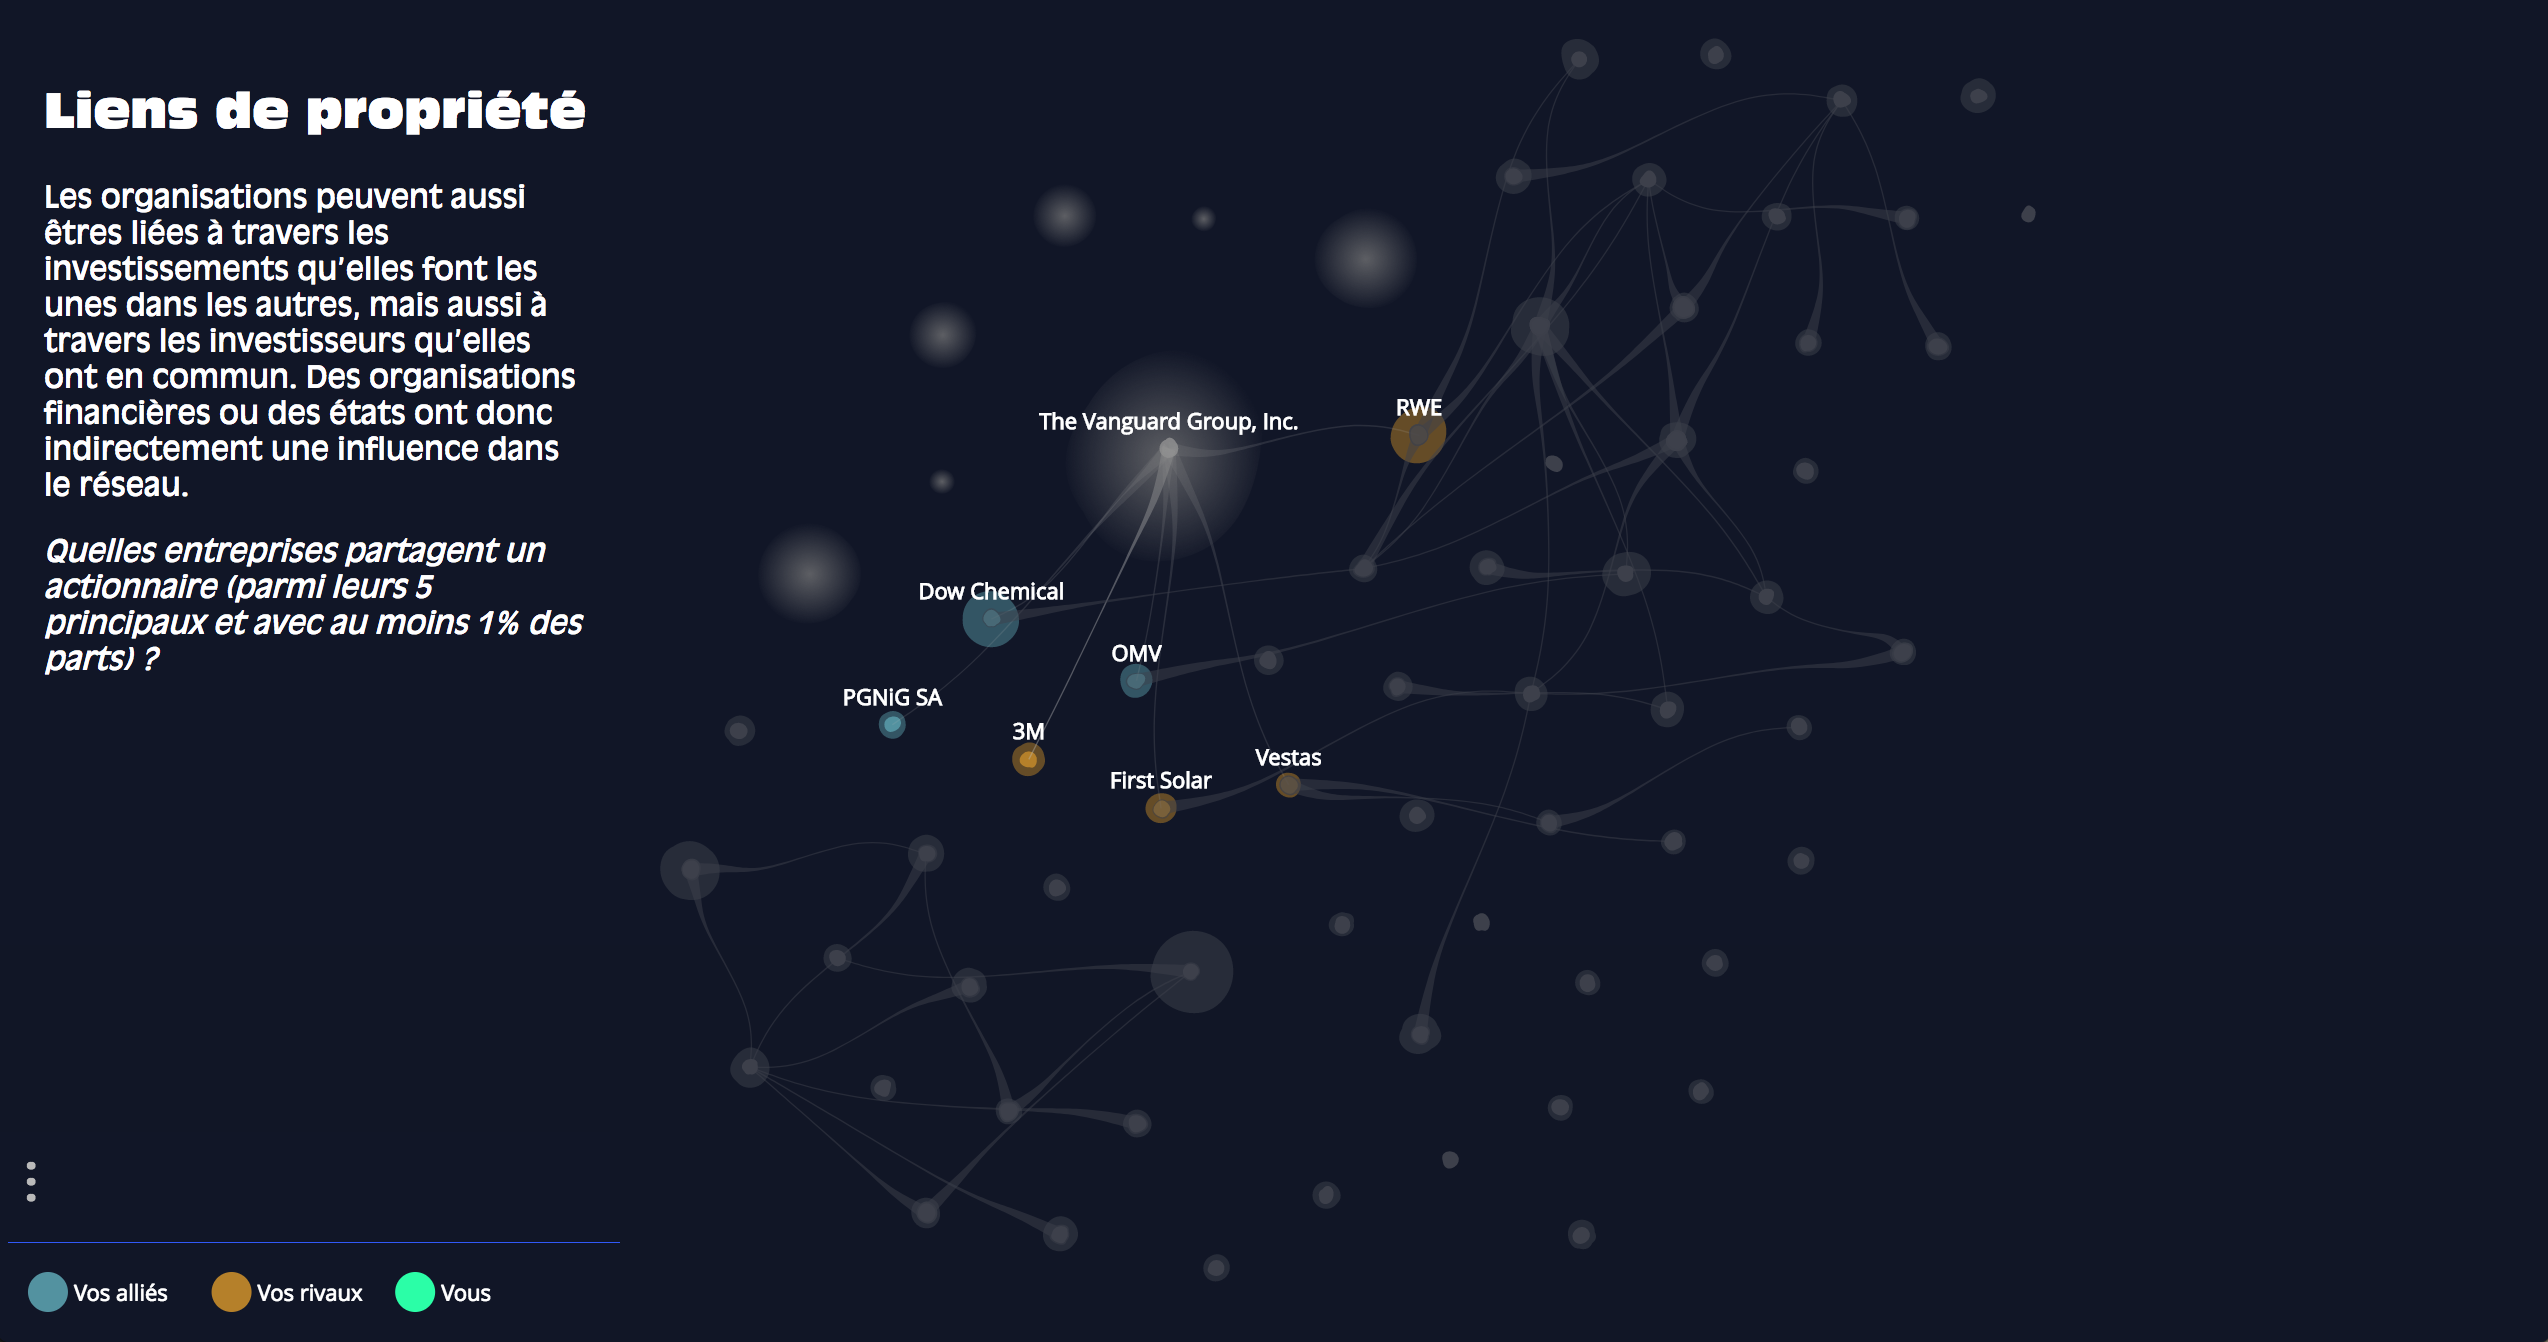 Liens de propriété
Les organisations peuvent aussi
êtres liées à travers les
investissements qu'elles font les
unes dans les autres, mais aussi à
travers les investisseurs qu'elles
ont en commun. Des organisations
financières ou des états ont donc
indirectement une influence dans
le réseau.
Quelles entreprises partagent un
actionnaire (parmi leurs 5
principaux et avec au moins 1% des
parts) ?
The Vanguard Group, Inc.
RWE
Dow Chemical
OMV
PGNiG SA
3M
First Solar
Vestas
Vos alliés
Vos rivaux
Vous